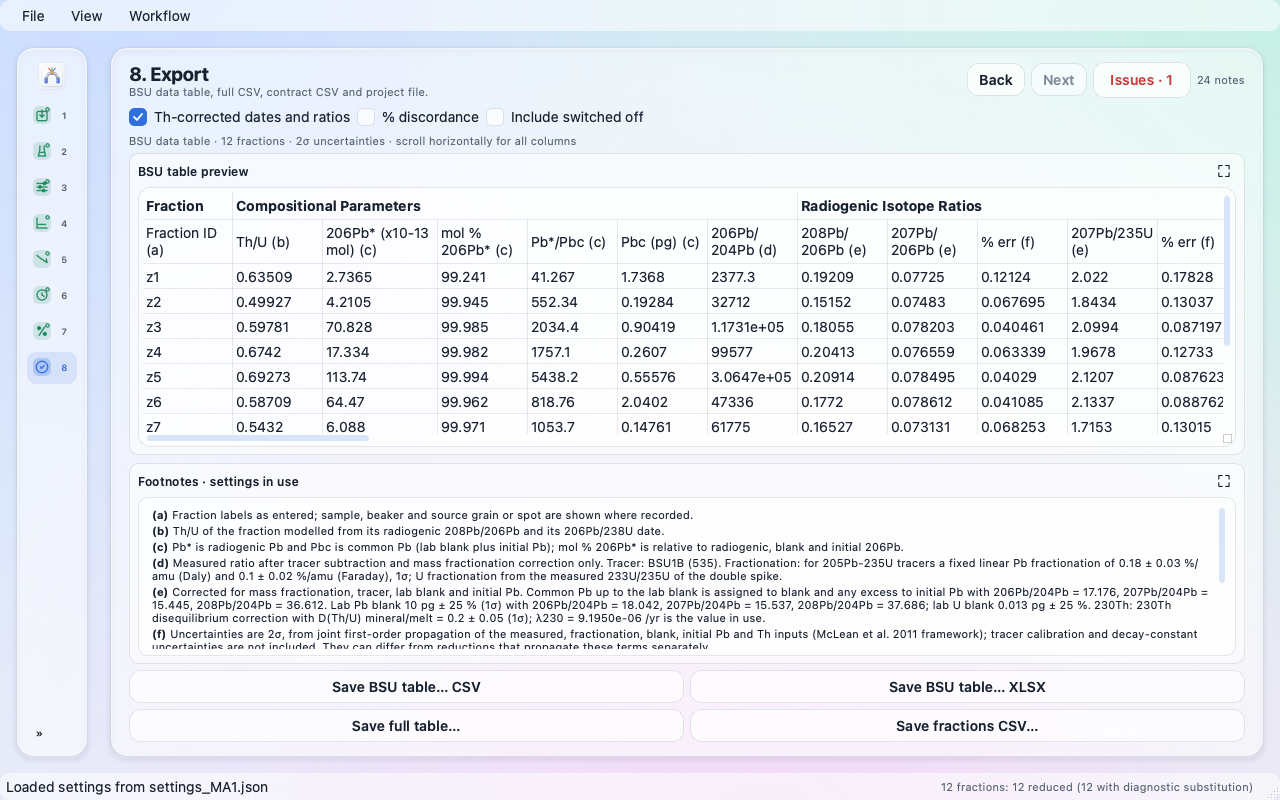 File View Workflow
1
2
3
4
5
6
7
8
»
8. Export
BSU data table, full CSV, contract CSV and project file.
Back Next Issues · 1 24 notes
Th-corrected dates and ratios % discordance Include switched off
BSU data table · 12 fractions · 2σ uncertainties · scroll horizontally for all columns
BSU table preview
Fraction Compositional Parameters Radiogenic Isotope Ratios
Fraction ID (a) Th/U (b) 206Pb* (x10-13 mol) (c) mol % 206Pb* (c) Pb*/Pbc (c) Pbc (pg) (c) 206Pb/ 204Pb (d) 208Pb/ 206Pb (e) 207Pb/ 206Pb (e) % err (f) 207Pb/235U (e) % err (f)
z1 0.63509 2.7365 99.241 41.267 1.7368 2377.3 0.19209 0.07725 0.12124 2.022 0.17828
z2 0.49927 4.2105 99.945 552.34 0.19284 32712 0.15152 0.07483 0.067695 1.8434 0.13037
z3 0.59781 70.828 99.985 2034.4 0.90419 1.1731e+05 0.18055 0.078203 0.040461 2.0994 0.087197
z4 0.6742 17.334 99.982 1757.1 0.2607 99577 0.20413 0.076559 0.063339 1.9678 0.12733
z5 0.69273 113.74 99.994 5438.2 0.55576 3.0647e+05 0.20914 0.078495 0.04029 2.1207 0.087623
z6 0.58709 64.47 99.962 818.76 2.0402 47336 0.1772 0.078612 0.041085 2.1337 0.088762
z7 0.5432 6.088 99.971 1053.7 0.14761 61775 0.16527 0.073131 0.068253 1.7153 0.13015
Footnotes · settings in use
(a) Fraction labels as entered; sample, beaker and source grain or spot are shown where recorded.
(b) Th/U of the fraction modelled from its radiogenic 208Pb/206Pb and its 206Pb/238U date.
(c) Pb* is radiogenic Pb and Pbc is common Pb (lab blank plus initial Pb); mol % 206Pb* is relative to radiogenic, blank and initial 206Pb.
(d) Measured ratio after tracer subtraction and mass fractionation correction only. Tracer: BSU1B (535). Fractionation: for 205Pb-235U tracers a fixed linear Pb fractionation of 0.18 ± 0.03 %/
amu (Daly) and 0.1 ± 0.02 %/amu (Faraday), 1σ; U fractionation from the measured 233U/235U of the double spike.
(e) Corrected for mass fractionation, tracer, lab blank and initial Pb. Common Pb up to the lab blank is assigned to blank and any excess to initial Pb with 206Pb/204Pb = 17.176, 207Pb/204Pb =
15.445, 208Pb/204Pb = 36.612. Lab Pb blank 10 pg ± 25 % (1σ) with 206Pb/204Pb = 18.042, 207Pb/204Pb = 15.537, 208Pb/204Pb = 37.686; lab U blank 0.013 pg ± 25 %. 230Th: 230Th
disequilibrium correction with D(Th/U) mineral/melt = 0.2 ± 0.05 (1σ); λ230 = 9.1950e-06 /yr is the value in use.
(f) Uncertainties are 2σ, from joint first-order propagation of the measured, fractionation, blank, initial Pb and Th inputs (McLean et al. 2011 framework); tracer calibration and decay-constant
uncertainties are not included. They can differ from reductions that propagate these terms separately.
Save BSU table... CSV Save BSU table... XLSX
Save full table... Save fractions CSV...
Loaded settings from settings_MA1.json 12 fractions: 12 reduced (12 with diagnostic substitution)